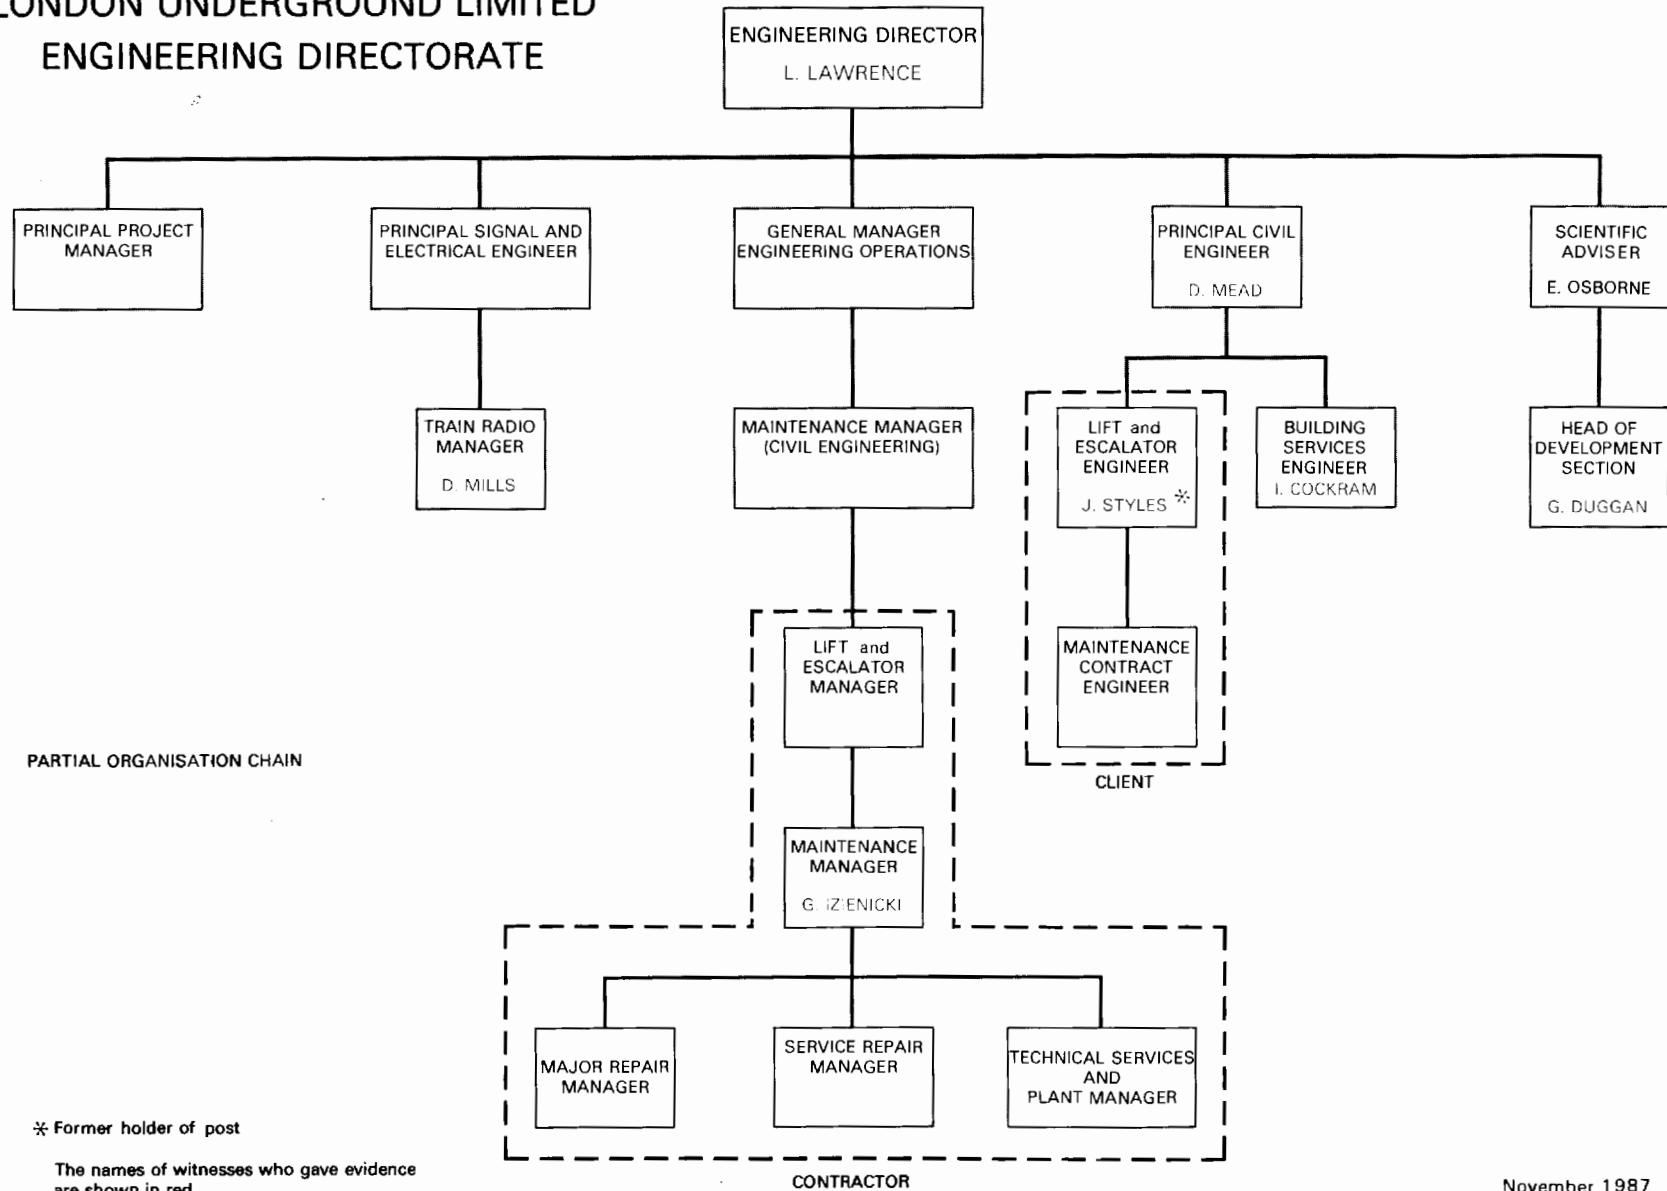 LONDON UNDERGROUND LIMITED
ENGINEERING DIRECTORATE
ENGINEERING DIRECTOR
L. LAWRENCE
PRINCIPAL PROJECT
MANAGER
PRINCIPAL SIGNAL AND
ELECTRICAL ENGINEER
GENERAL MANAGER
ENGINEERING OPERATIONS
PRINCIPAL CIVIL
ENGINEER
D. MEAD
SCIENTIFIC
ADVISER
E. OSBORNE
TRAIN RADIO
MANAGER
D. MILLS
MAINTENANCE MANAGER
(CIVIL ENGINEERING)
LIFT and
ESCALATOR
ENGINEER
J. STYLES *
BUILDING
SERVICES
ENGINEER
I. COCKRAM
HEAD OF
DEVELOPMENT
SECTION
G. DUGGAN
LIFT and
ESCALATOR
MANAGER
MAINTENANCE
CONTRACT
ENGINEER
CLIENT
PARTIAL ORGANISATION CHAIN
MAINTENANCE
MANAGER
G. IZIENICKI
MAJOR REPAIR
MANAGER
SERVICE REPAIR
MANAGER
TECHNICAL SERVICES
AND
PLANT MANAGER
CONTRACTOR
* Former holder of post
The names of witnesses who gave evidence
are shown in red
November 1987